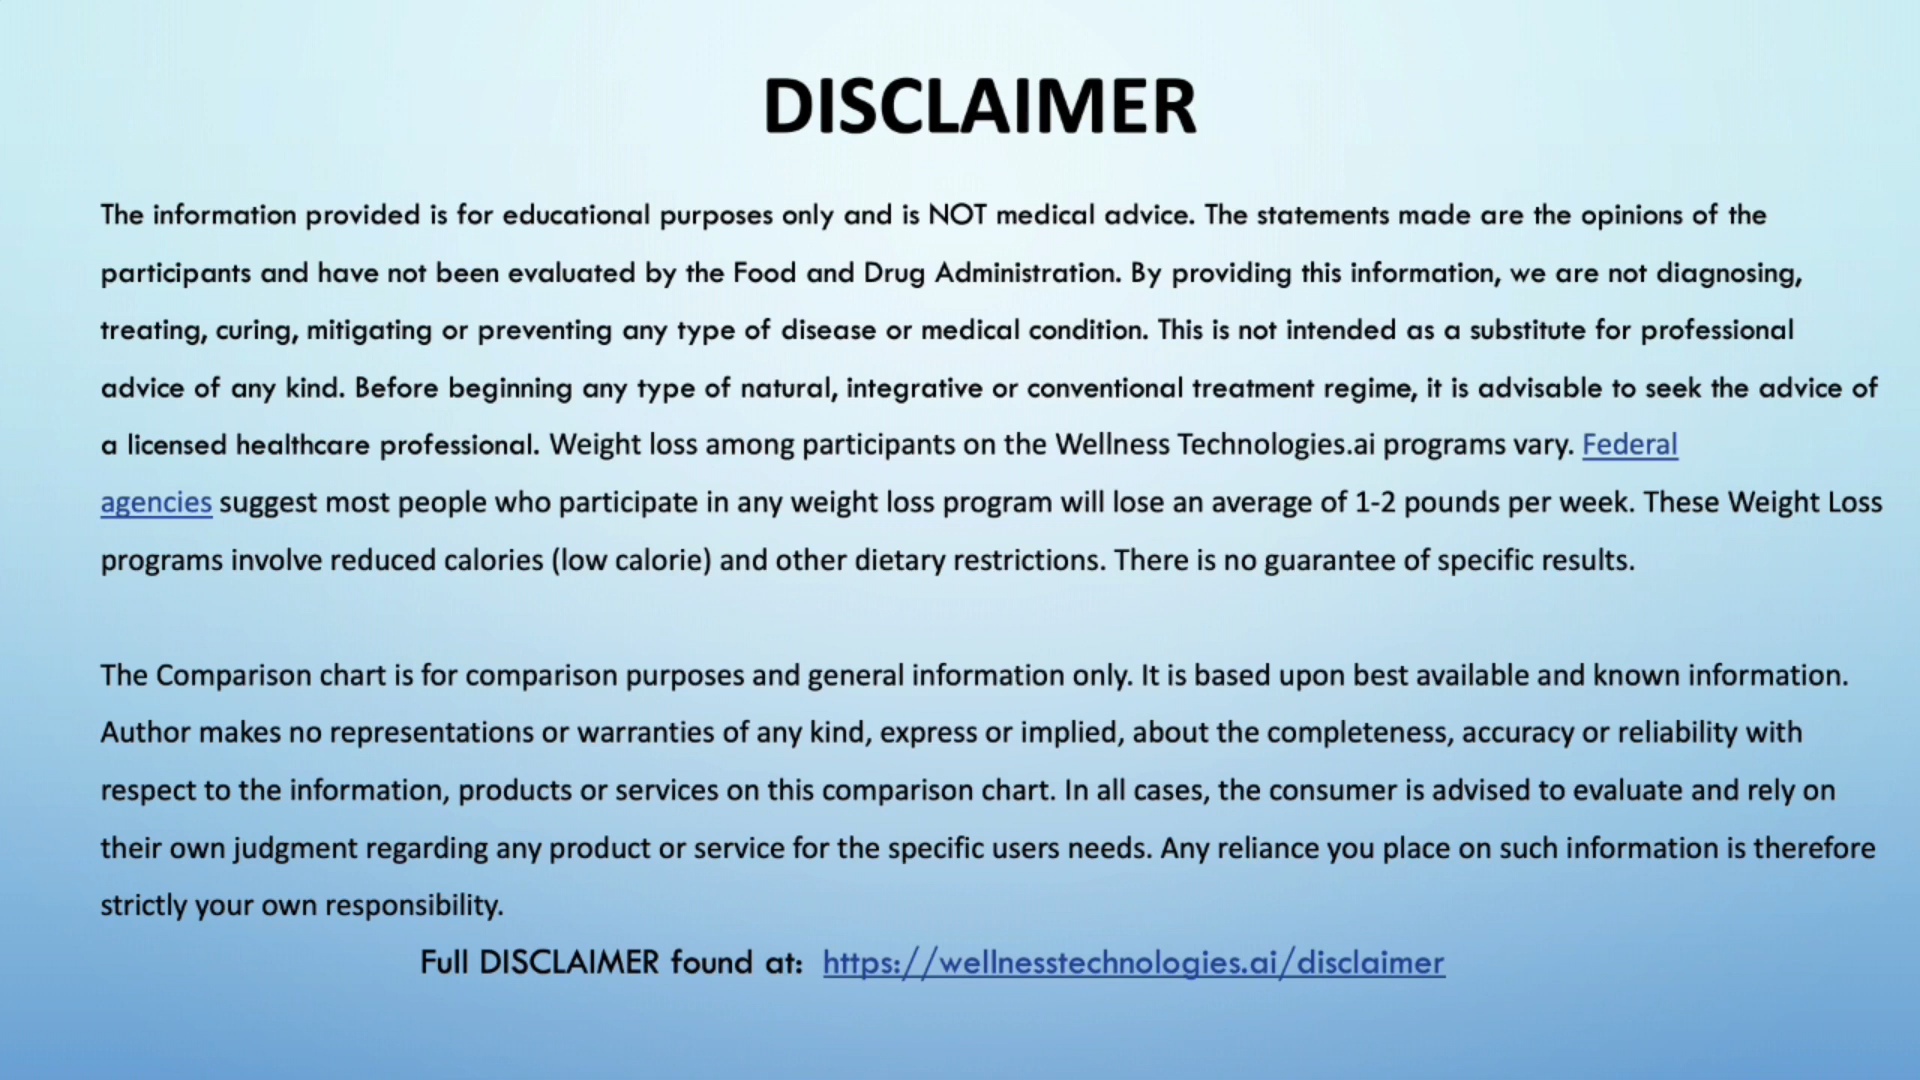 DISCLAIMER
The information provided is for educational purposes only and is NOT medical advice. The statements made are the opinions of the
participants and have not been evaluated by the Food and Drug Administration. By providing this information, we are not diagnosing,
treating, curing, mitigating or preventing any type of disease or medical condition. This is not intended as a substitute for professional
advice of any kind. Before beginning any type of natural, integrative or conventional treatment regime, it is advisable to seek the advice of
a licensed healthcare professional. Weight loss among participants on the Wellness Technologies.ai programs vary. Federal
agencies suggest most people who participate in any weight loss program will lose an average of 1-2 pounds per week. These Weight Loss
programs involve reduced calories (low calorie) and other dietary restrictions. There is no guarantee of specific results.
The Comparison chart is for comparison purposes and general information only. It is based upon best available and known information.
Author makes no representations or warranties of any kind, express or implied, about the completeness, accuracy or reliability with
respect to the information, products or services on this comparison chart. In all cases, the consumer is advised to evaluate and rely on
their own judgment regarding any product or service for the specific users needs. Any reliance you place on such information is therefore
strictly your own responsibility.
Full DISCLAIMER found at: https://wellnesstechnologies.ai/disclaimer